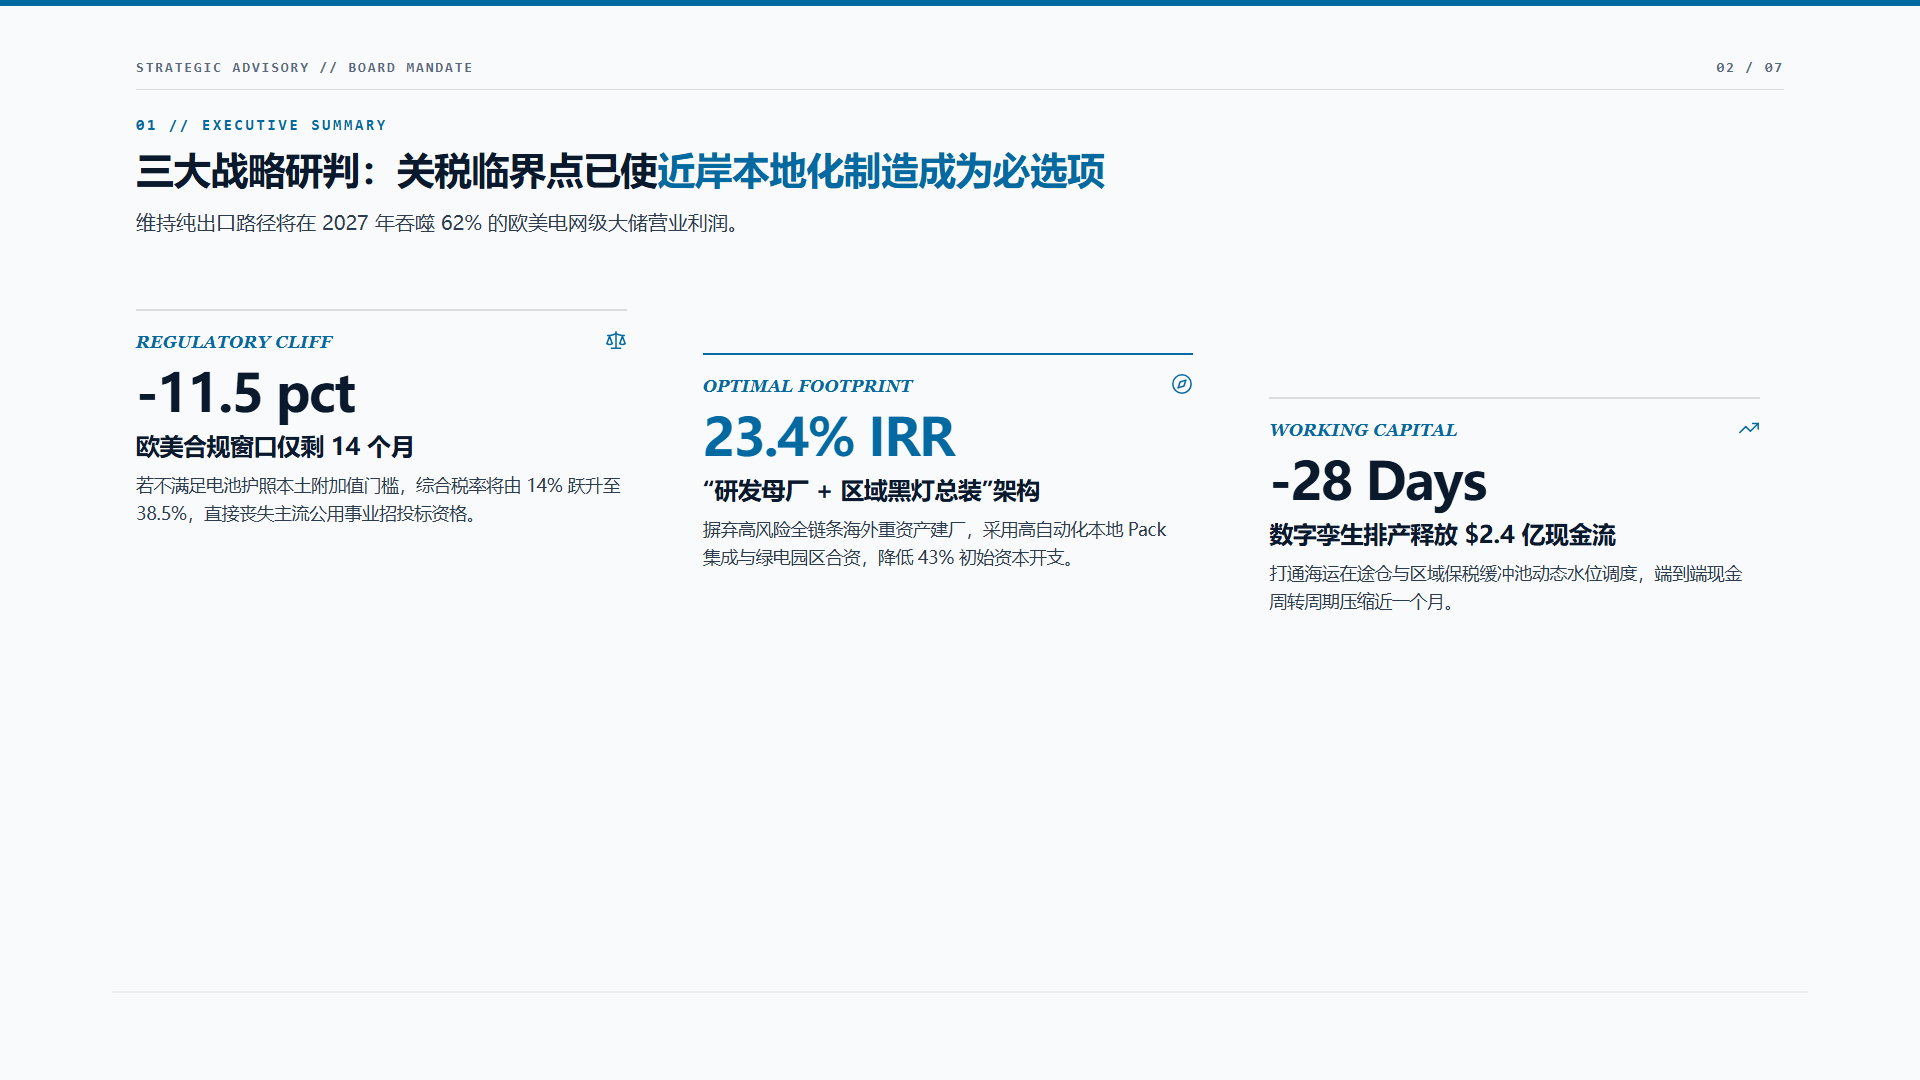 STRATEGIC ADVISORY // BOARD MANDATE
02 / 07
01 // EXECUTIVE SUMMARY
三大战略研判：关税临界点已使近岸本地化制造成为必选项
维持纯出口路径将在 2027 年吞噬 62% 的欧美电网级大储营业利润。
REGULATORY CLIFF
-11.5 pct
欧美合规窗口仅剩 14 个月
若不满足电池护照本土附加值门槛，综合税率将由 14% 跃升至
38.5%，直接丧失主流公用事业招投标资格。
OPTIMAL FOOTPRINT
23.4% IRR
“研发母厂 + 区域黑灯总装”架构
摒弃高风险全链条海外重资产建厂，采用高自动化本地 Pack
集成与绿电园区合资，降低 43% 初始资本开支。
WORKING CAPITAL
-28 Days
数字孪生排产释放 $2.4 亿现金流
打通海运在途仓与区域保税缓冲池动态水位调度，端到端现金
周转周期压缩近一个月。